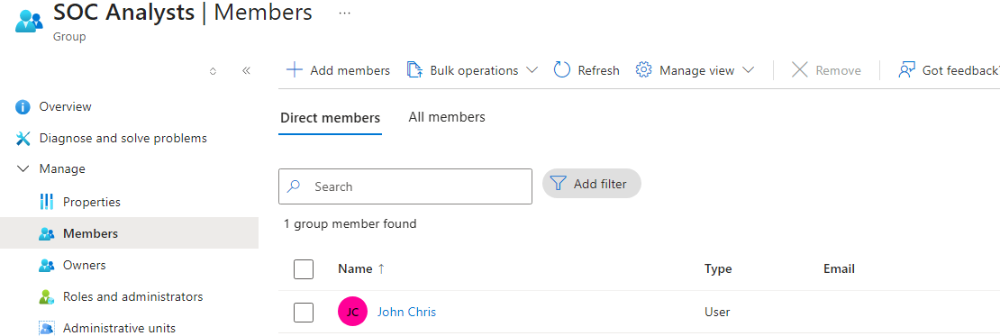 SOC Analysts | Members ...
Group
Add members Bulk operations Refresh Manage view Remove Got feedback?
Overview
Diagnose and solve problems
Manage
Properties
Members
Owners
Roles and administrators
Administrative units
Direct members All members
Search Add filter
1 group member found
Name ↑ Type Email
JC John Chris User